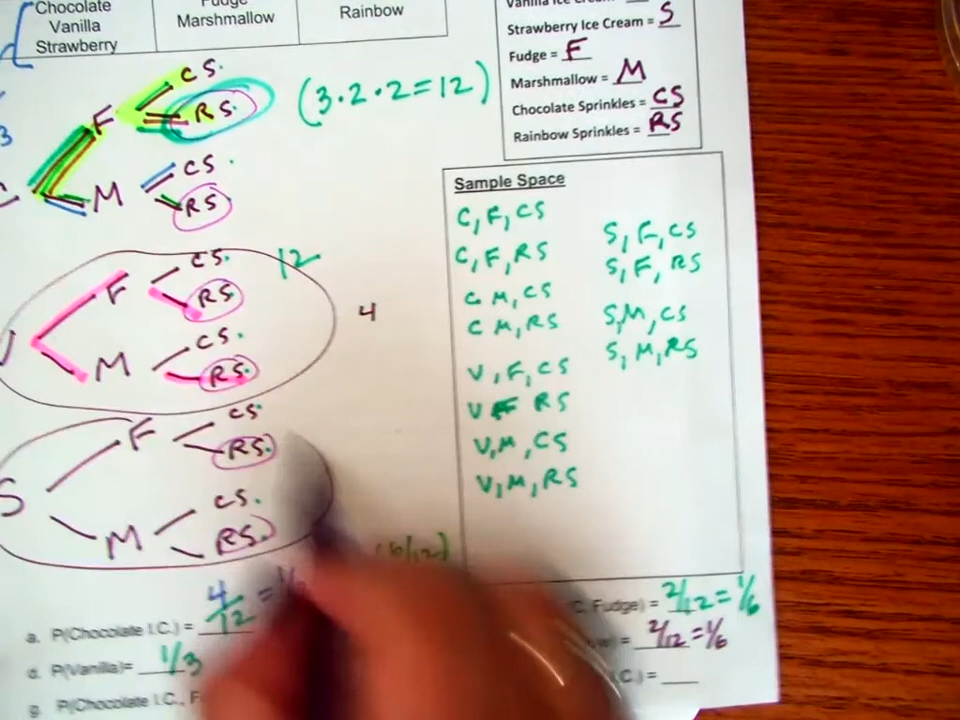 Chocolate
Vanilla
Strawberry
Fudge
Marshmallow
Rainbow
Strawberry Ice Cream = S
Fudge = F
Marshmallow = M
Chocolate Sprinkles = CS
Rainbow Sprinkles = RS
(3·2·2=12)
F CS.
RS.
M CS.
RS.
12
F CS.
RS.
4
M CS.
RS.
S F CS.
RS.
M CS.
RS.
Sample Space
C, F, CS
C, F, RS
C M, CS
C M, RS
V, F, CS
V F RS
V, M, CS
V, M, RS
S, F, CS
S, F, RS
S, M, CS
S, M, RS
a. P(Chocolate I.C.) = 4/12 =
C, Fudge) = 2/12 = 1/6
2/12 = 1/6
d. P(Vanilla)= 1/3
g. P(Chocolate I.C., F
C.) = ___